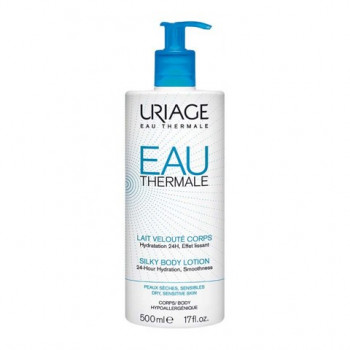 URIAGE
EAU THERMALE
EAU
THERMALE
LAIT VELOUTÉ CORPS
Hydratation 24H, Effet lissant
SILKY BODY LOTION
24-Hour Hydration, Smoothness
PEAUX SÈCHES, SENSIBLES
DRY, SENSITIVE SKIN
CORPS/BODY
HYPOALLERGÉNIQUE
500ml℮ 17fl.oz.